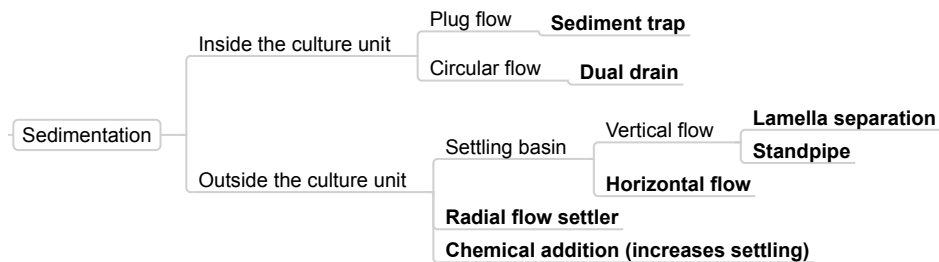 Sedimentation
Inside the culture unit
Plug flow
Sediment trap
Circular flow
Dual drain
Outside the culture unit
Settling basin
Vertical flow
Lamella separation
Standpipe
Horizontal flow
Radial flow settler
Chemical addition (increases settling)